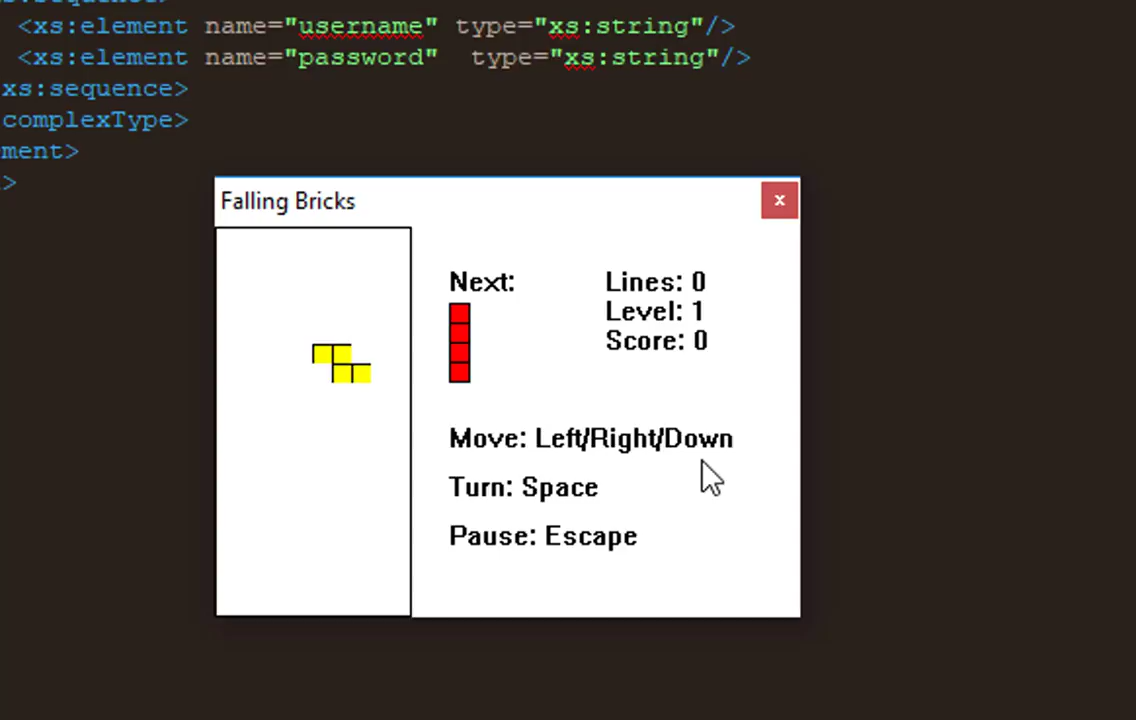 <xs:element name="username" type="xs:string"/>
<xs:element name="password" type="xs:string"/>
xs:sequence>
complexType>
ment>
>
Falling Bricks
x
Next:
Lines: 0
Level: 1
Score: 0
Move: Left/Right/Down
Turn: Space
Pause: Escape